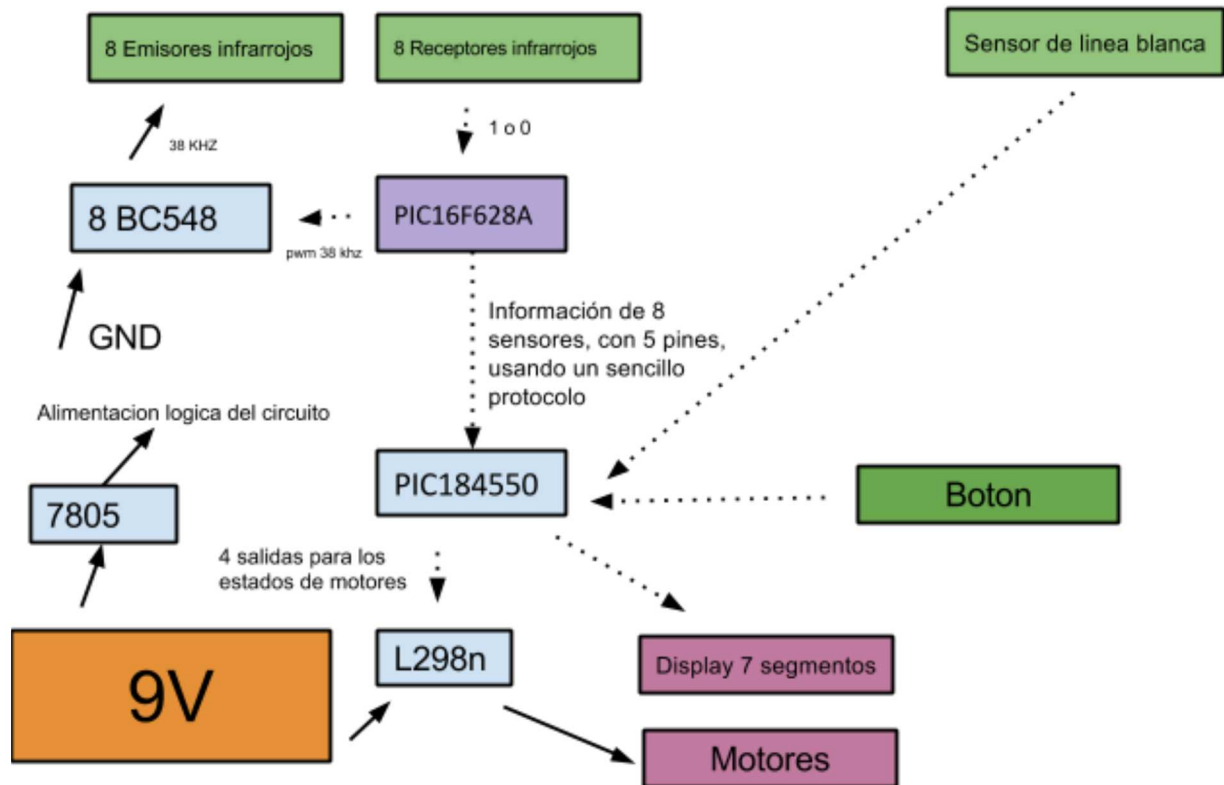 8 Emisores infrarrojos
8 Receptores infrarrojos
Sensor de linea blanca
38 KHZ
1 o 0
8 BC548
PIC16F628A
pwm 38 khz
GND
Información de 8
sensores, con 5 pines,
usando un sencillo
protocolo
Alimentacion logica del circuito
7805
PIC184550
Boton
4 salidas para los
estados de motores
9V
L298n
Display 7 segmentos
Motores